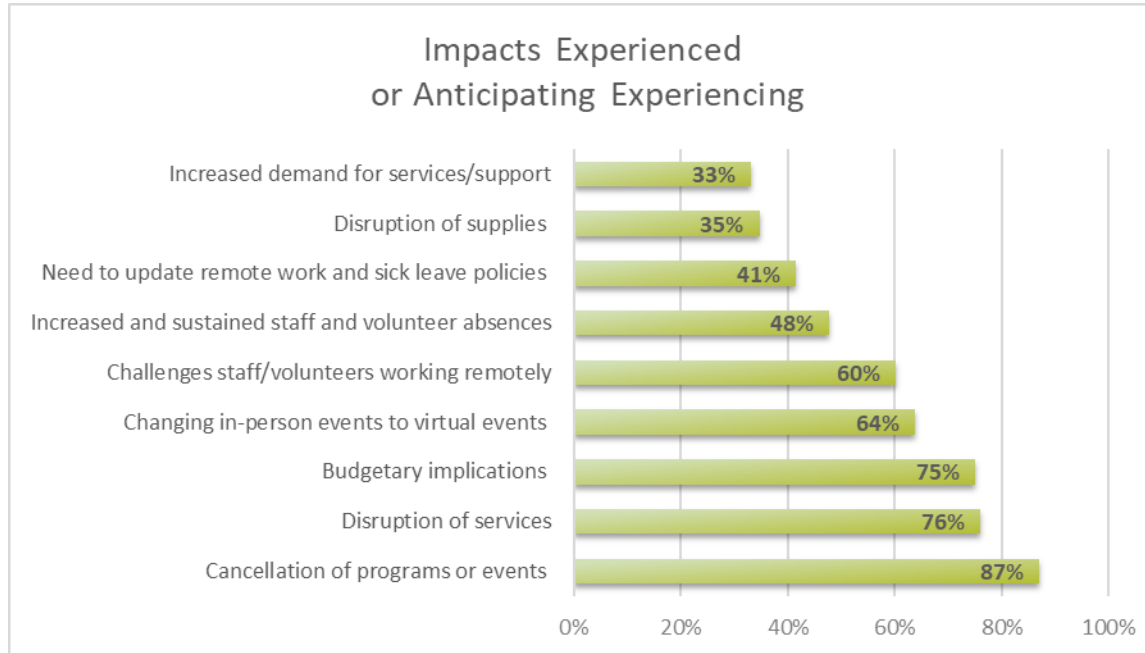 Impacts Experienced
or Anticipating Experiencing
Increased demand for services/support 33%
Disruption of supplies 35%
Need to update remote work and sick leave policies 41%
Increased and sustained staff and volunteer absences 48%
Challenges staff/volunteers working remotely 60%
Changing in-person events to virtual events 64%
Budgetary implications 75%
Disruption of services 76%
Cancellation of programs or events 87%
0% 20% 40% 60% 80% 100%